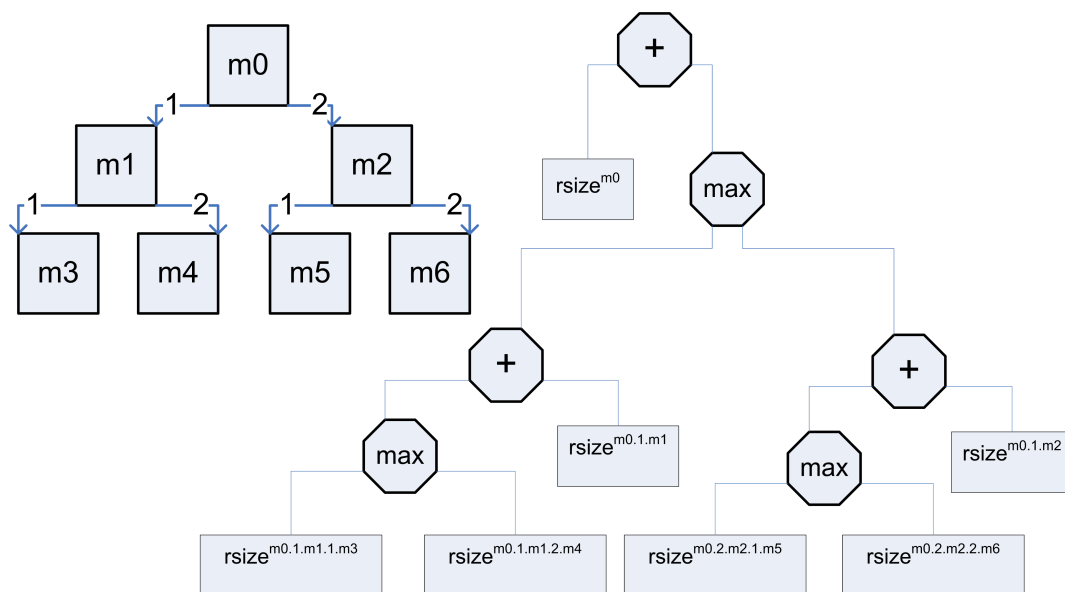 m0
1
2
m1
m2
1
2
1
2
m3
m4
m5
m6
+
rsize^m0
max
+
+
max
rsize^m0.1.m1
max
rsize^m0.1.m2
rsize^m0.1.m1.1.m3
rsize^m0.1.m1.2.m4
rsize^m0.2.m2.1.m5
rsize^m0.2.m2.2.m6